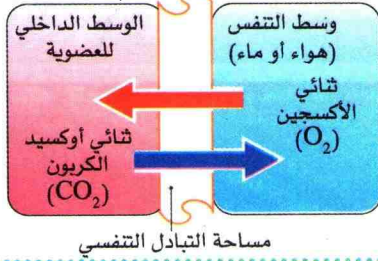 وسط التنفس
(هواء أو ماء)
ثنائي
الأكسجين
(O₂)
الوسط الداخلي
للعضوية
ثنائي أوكسيد
الكربون
(CO₂)
مساحة التبادل التنفسي